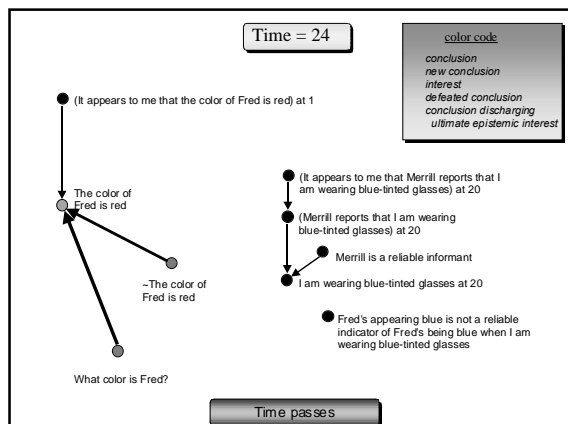 Time = 24
color code
conclusion
new conclusion
interest
defeated conclusion
conclusion discharging
ultimate epistemic interest
(It appears to me that the color of Fred is red) at 1
The color of
Fred is red
~The color of
Fred is red
What color is Fred?
(It appears to me that Merrill reports that I
am wearing blue-tinted glasses) at 20
(Merrill reports that I am wearing
blue-tinted glasses) at 20
Merrill is a reliable informant
I am wearing blue-tinted glasses at 20
Fred's appearing blue is not a reliable
indicator of Fred's being blue when I am
wearing blue-tinted glasses
Time passes